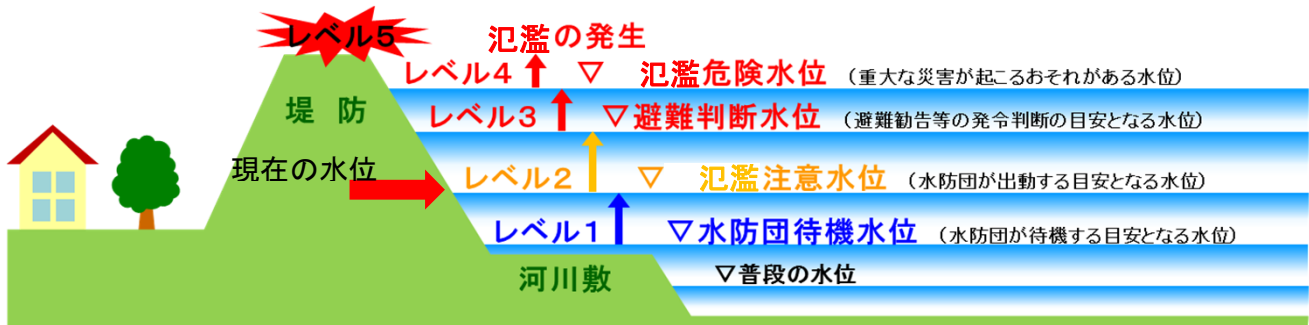 レベル5 氾濫の発生
レベル4 ▽ 氾濫危険水位 (重大な災害が起こるおそれがある水位)
堤 防
レベル3 ▽避難判断水位 (避難勧告等の発令判断の目安となる水位)
現在の水位
レベル2 ▽ 氾濫注意水位 (水防団が出動する目安となる水位)
レベル1 ▽水防団待機水位 (水防団が待機する目安となる水位)
河川敷 ▽普段の水位